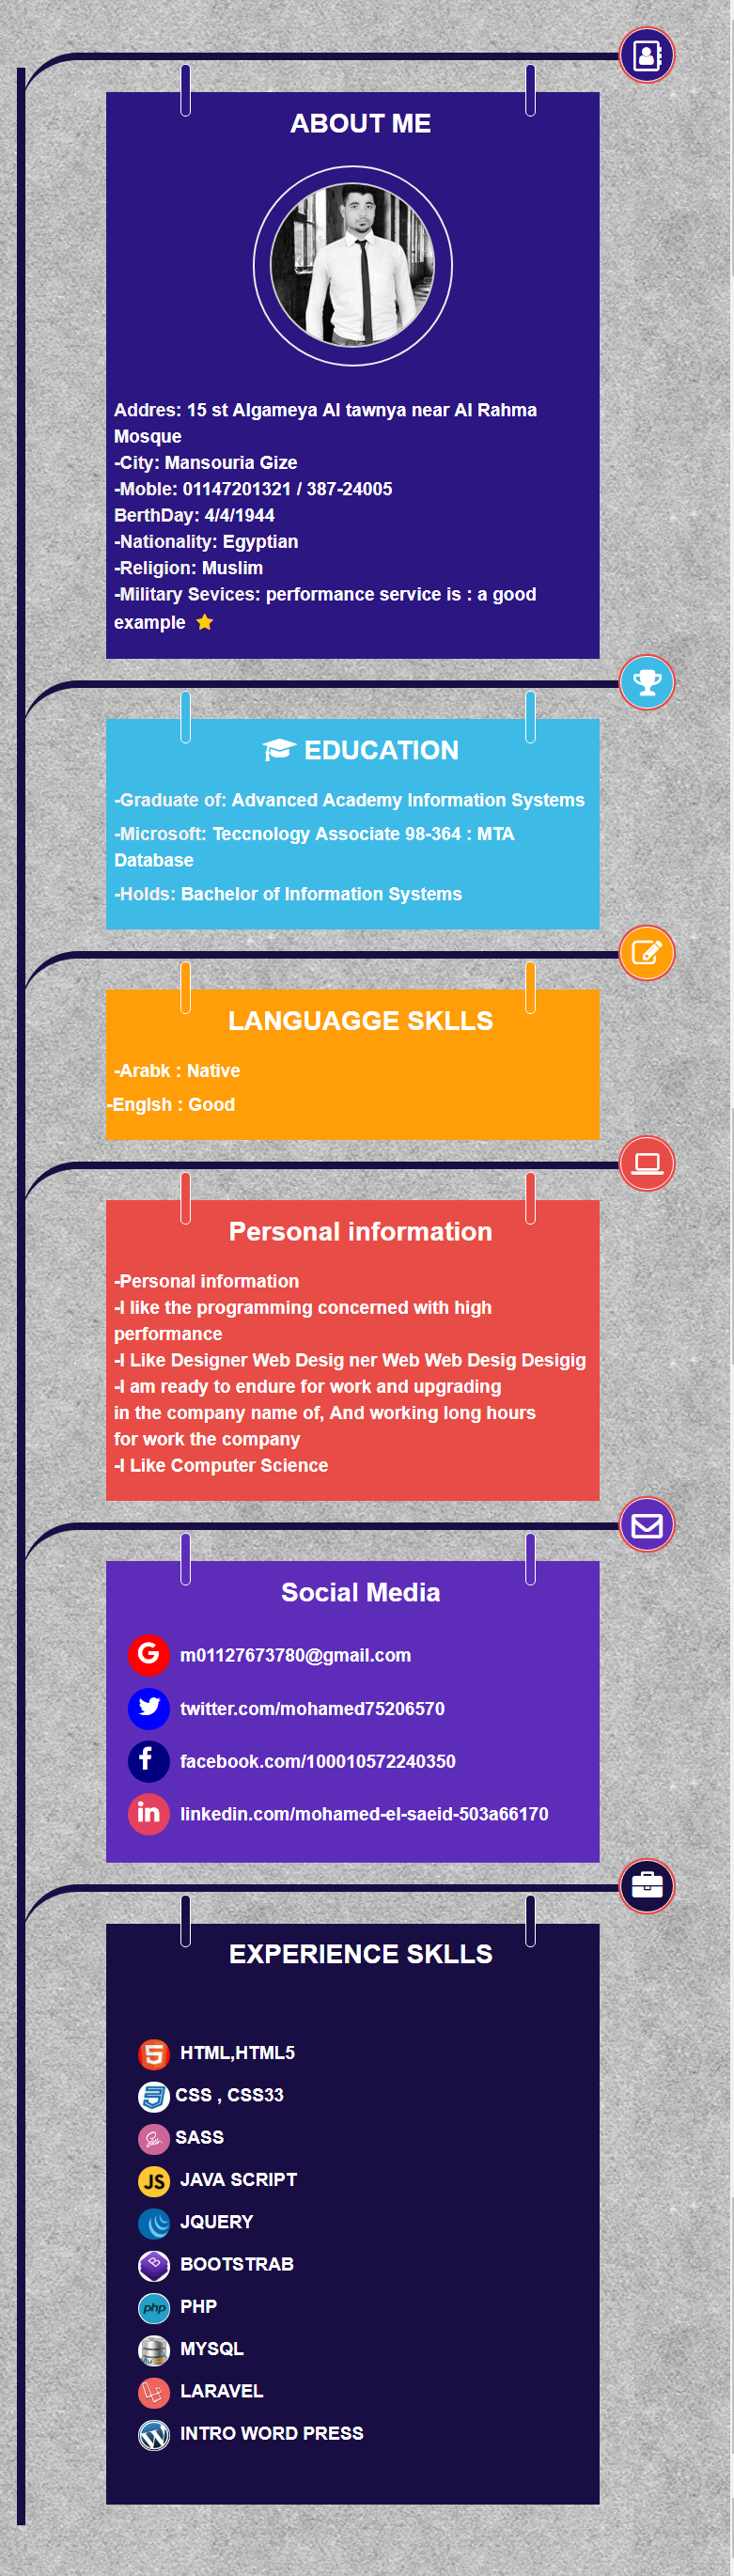 ABOUT ME
Addres: 15 st Algameya Al tawnya near Al Rahma
Mosque
-City: Mansouria Gize
-Moble: 01147201321 / 387-24005
BerthDay: 4/4/1944
-Nationality: Egyptian
-Religion: Muslim
-Military Sevices: performance service is : a good
example
EDUCATION
-Graduate of: Advanced Academy Information Systems
-Microsoft: Teccnology Associate 98-364 : MTA
Database
-Holds: Bachelor of Information Systems
LANGUAGGE SKLLS
-Arabk : Native
-Englsh : Good
Personal information
-Personal information
-I like the programming concerned with high
performance
-I Like Designer Web Desig ner Web Web Desig Desigig
-I am ready to endure for work and upgrading
in the company name of, And working long hours
for work the company
-I Like Computer Science
Social Media
G m01127673780@gmail.com
twitter.com/mohamed75206570
f facebook.com/100010572240350
in linkedin.com/mohamed-el-saeid-503a66170
EXPERIENCE SKLLS
5 HTML,HTML5
3 CSS , CSS33
Sass SASS
JS JAVA SCRIPT
JQUERY
B BOOTSTRAB
php PHP
MYSQL
LARAVEL
W INTRO WORD PRESS